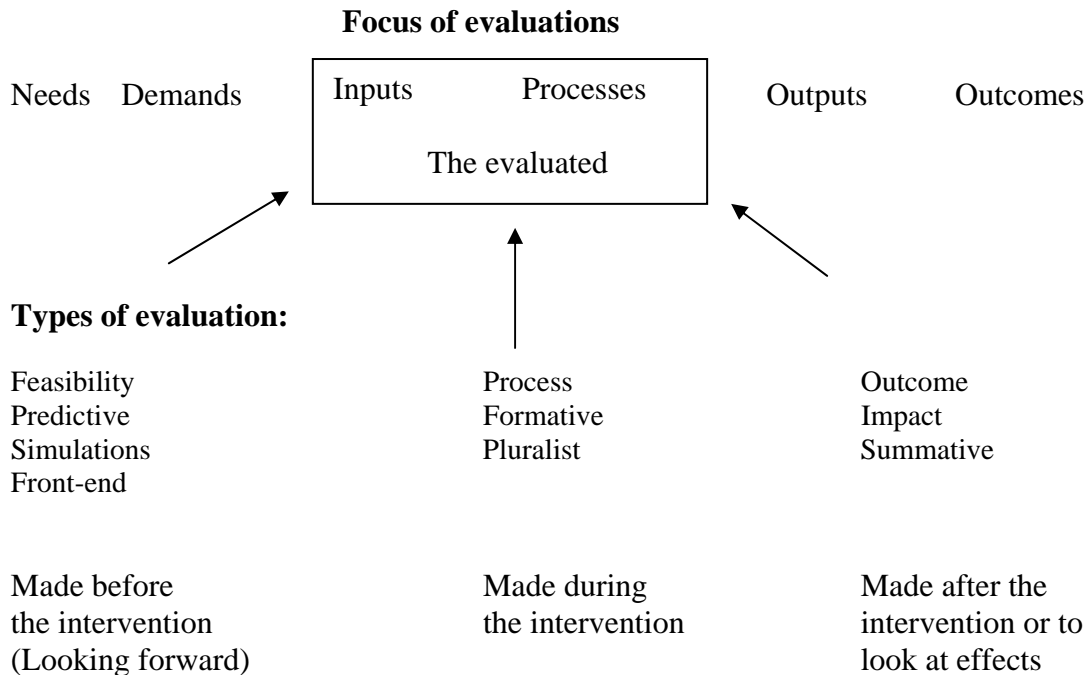 Focus of evaluations
Needs Demands Inputs Processes Outputs Outcomes
The evaluated
Types of evaluation:
Feasibility Process Outcome
Predictive Formative Impact
Simulations Pluralist Summative
Front-end
Made before Made during Made after the
the intervention the intervention intervention or to
(Looking forward) look at effects